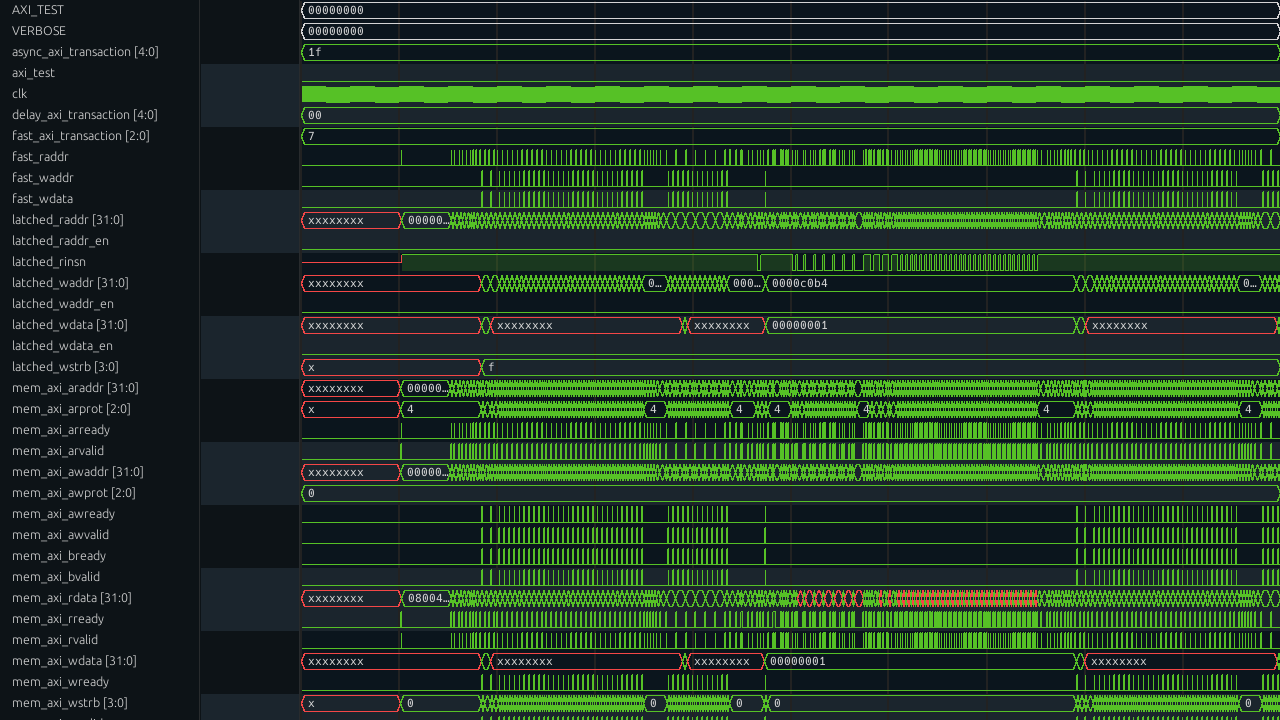 AXI_TEST 00000000
VERBOSE 00000000
async_axi_transaction [4:0] 1f
axi_test
clk
delay_axi_transaction [4:0] 00
fast_axi_transaction [2:0] 7
fast_raddr
fast_waddr
fast_wdata
latched_raddr [31:0] xxxxxxxx 00000…
latched_raddr_en
latched_rinsn
latched_waddr [31:0] xxxxxxxx 0… 000… 0000c0b4 0…
latched_waddr_en
latched_wdata [31:0] xxxxxxxx xxxxxxxx xxxxxxxx 00000001 xxxxxxxx
latched_wdata_en
latched_wstrb [3:0] x f
mem_axi_araddr [31:0] xxxxxxxx 00000…
mem_axi_arprot [2:0] x 4 4 4 4 4 4 4
mem_axi_arready
mem_axi_arvalid
mem_axi_awaddr [31:0] xxxxxxxx 00000…
mem_axi_awprot [2:0] 0
mem_axi_awready
mem_axi_awvalid
mem_axi_bready
mem_axi_bvalid
mem_axi_rdata [31:0] xxxxxxxx 08004…
mem_axi_rready
mem_axi_rvalid
mem_axi_wdata [31:0] xxxxxxxx xxxxxxxx xxxxxxxx 00000001 xxxxxxxx
mem_axi_wready
mem_axi_wstrb [3:0] x 0 0 0 0 0